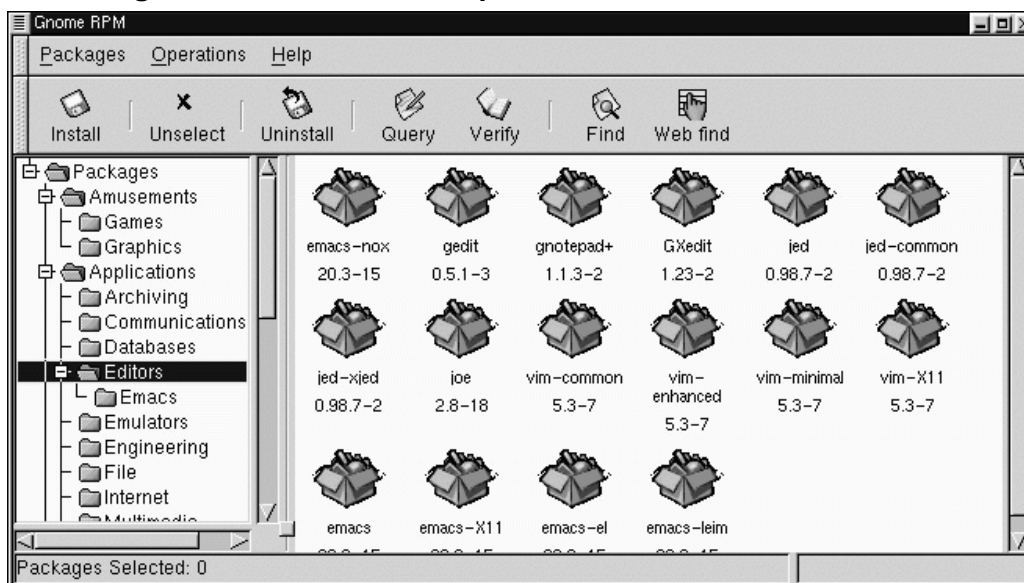 Gnome RPM
Packages Operations Help
Install Unselect Uninstall Query Verify Find Web find
Packages
Amusements
Games
Graphics
Applications
Archiving
Communications
Databases
Editors
Emacs
Emulators
Engineering
File
Internet
Multimedia
emacs-nox gedit gnotepad+ GXedit jed jed-common
20.3-15 0.5.1-3 1.1.3-2 1.23-2 0.98.7-2 0.98.7-2
jed-xjed joe vim-common vim-enhanced vim-minimal vim-X11
0.98.7-2 2.8-18 5.3-7 5.3-7 5.3-7 5.3-7
emacs emacs-X11 emacs-el emacs-leim
Packages Selected: 0